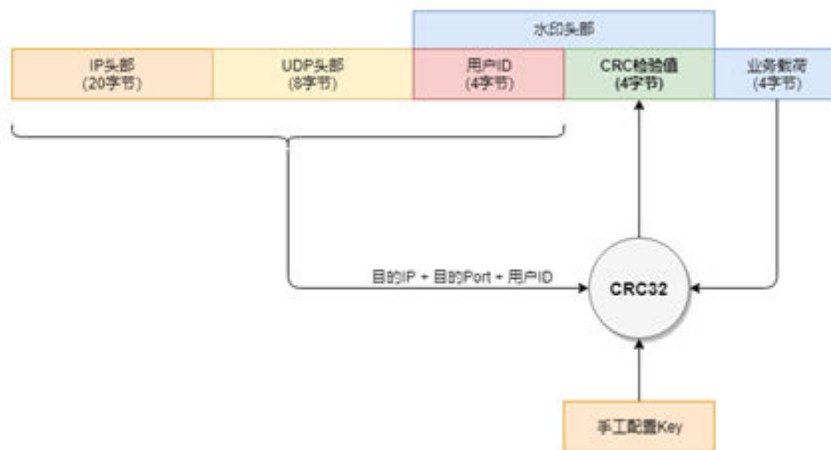 水印头部
IP头部
(20字节)
UDP头部
(8字节)
用户ID
(4字节)
CRC检验值
(4字节)
业务载荷
(4字节)
目的IP + 目的Port + 用户ID
CRC32
手工配置Key